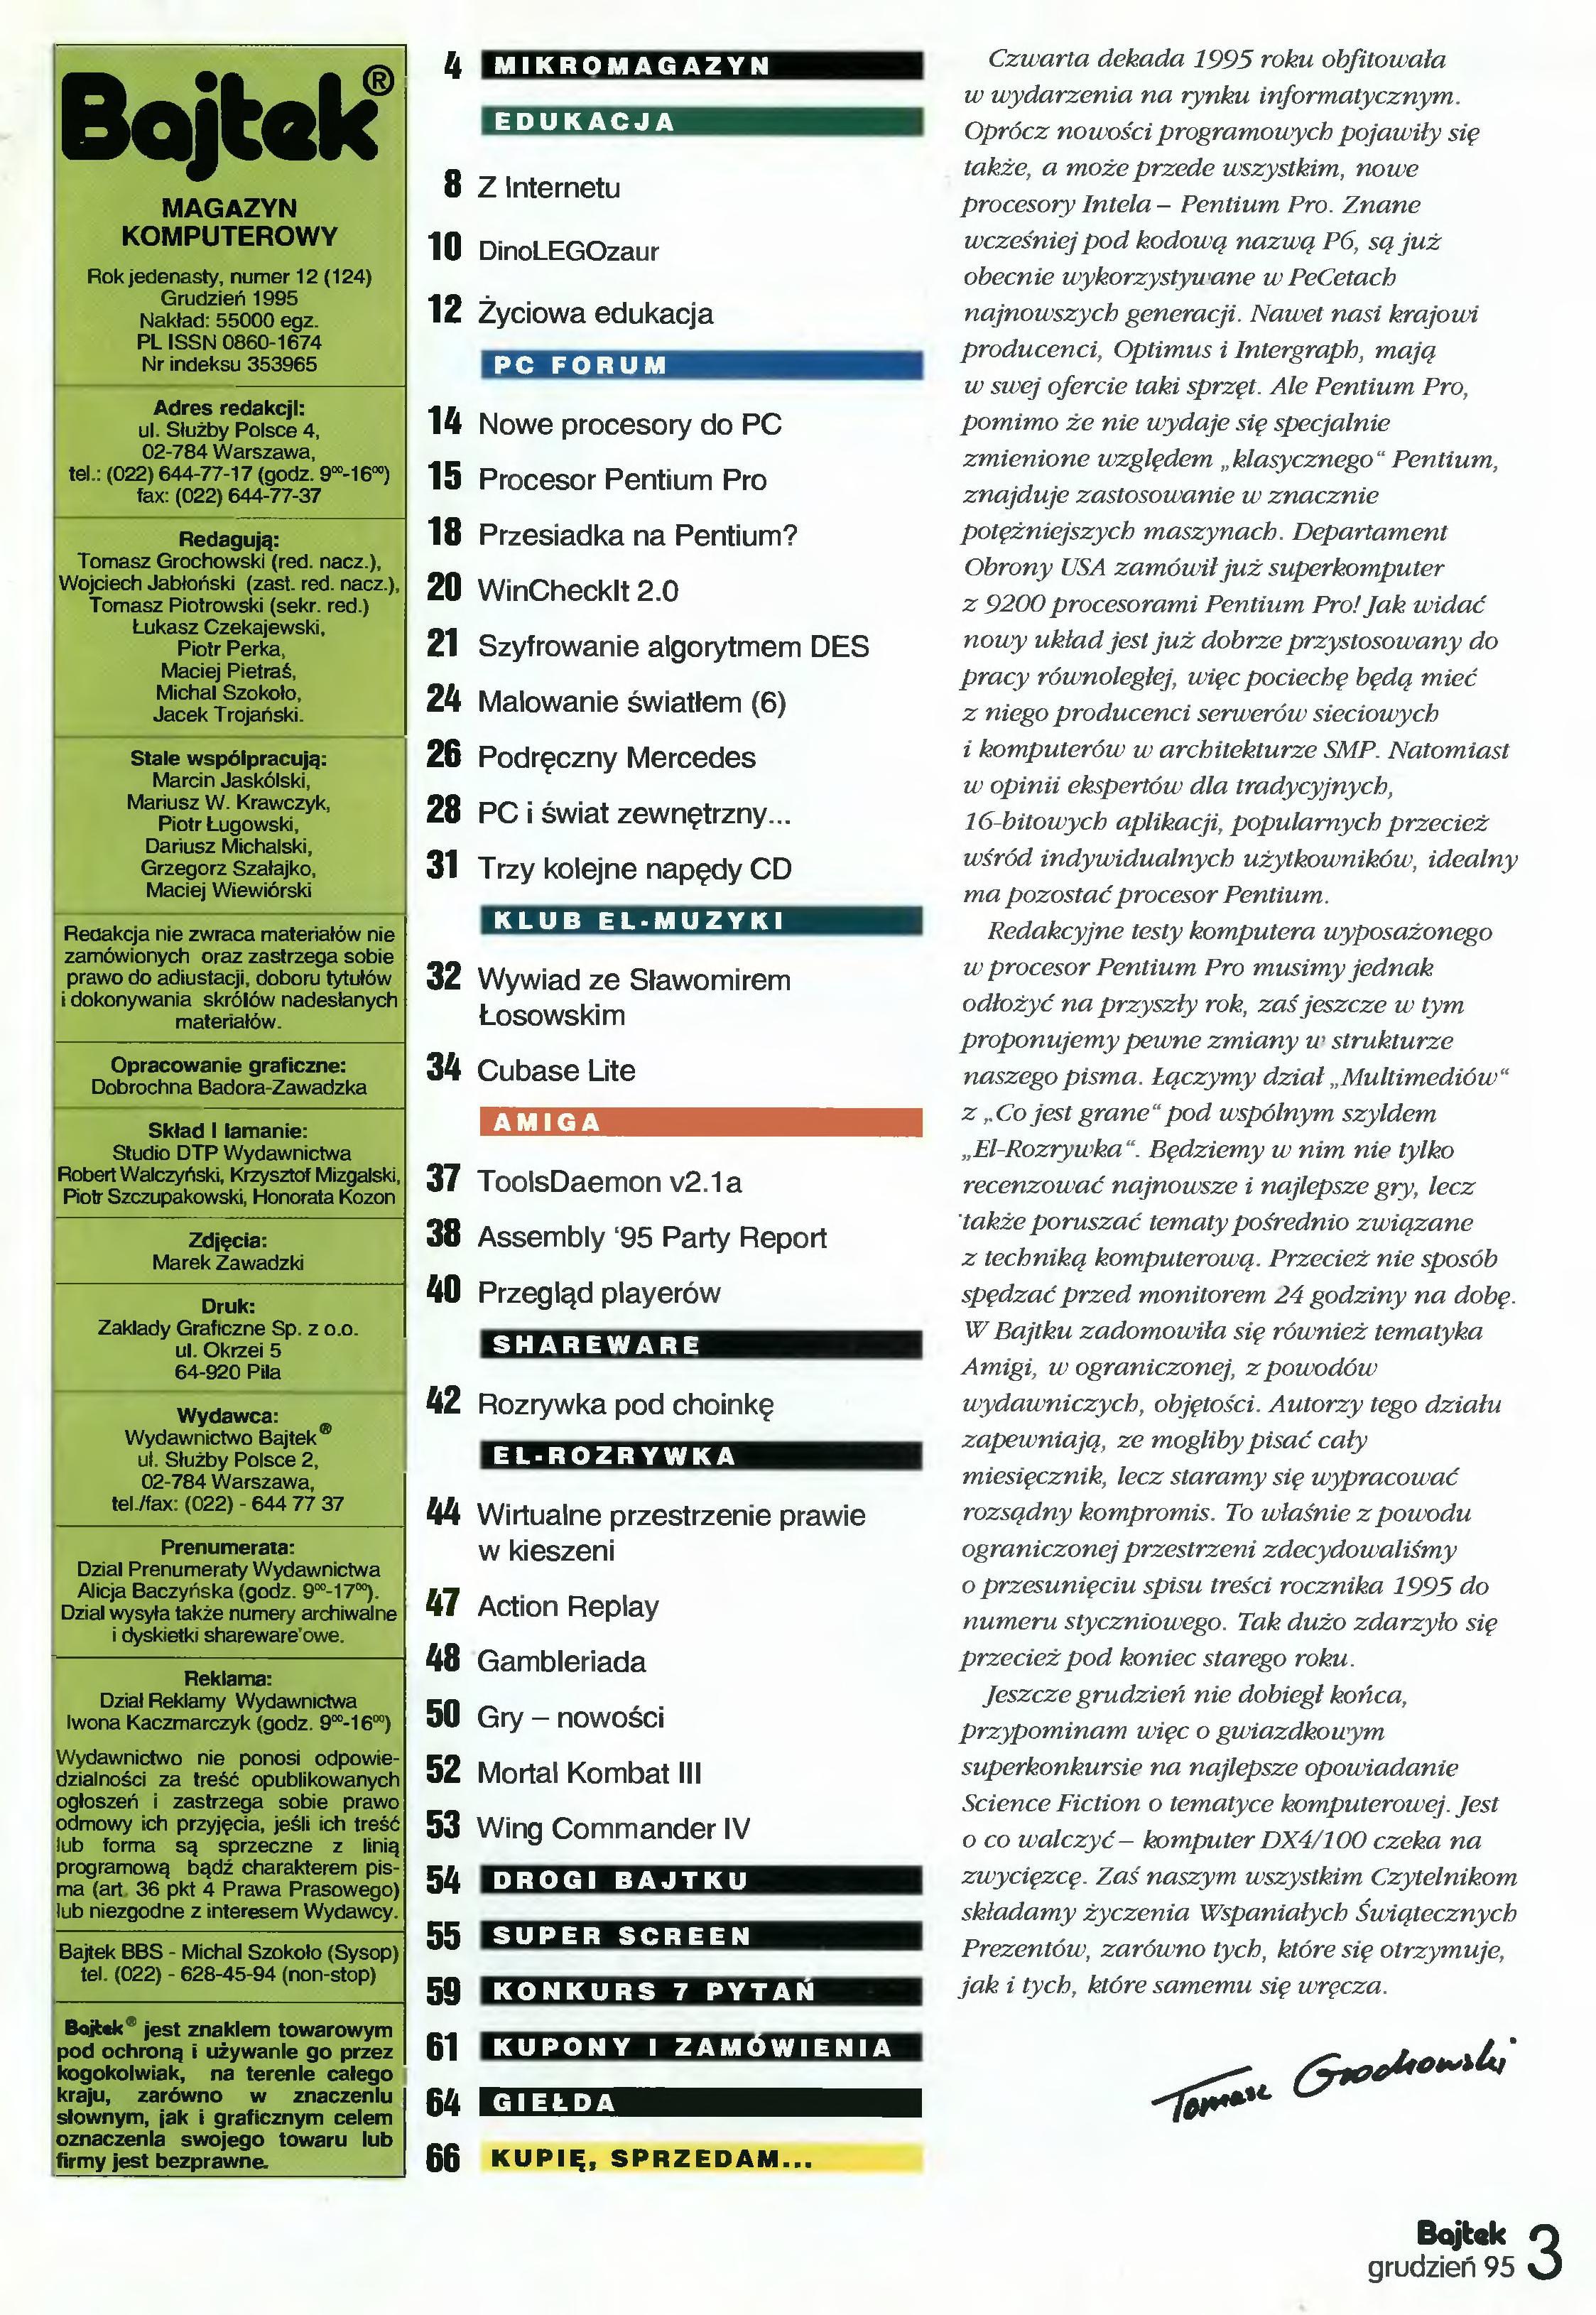 Bajtek®
MAGAZYN
KOMPUTEROWY
Rok jedenasty, numer 12 (124)
Grudzień 1995
Nakład: 55000 egz.
PL ISSN 0860-1674
Nr indeksu 353965
Adres redakcji:
ul. Służby Polsce 4,
02-784 Warszawa,
tel.: (022) 644-77-17 (godz. 9⁰⁰-16⁰⁰)
fax: (022) 644-77-37
Redagują:
Tomasz Grochowski (red. nacz.),
Wojciech Jabłoński (zast. red. nacz.),
Tomasz Piotrowski (sekr. red.)
Łukasz Czekajewski,
Piotr Perka,
Maciej Pietraś,
Michał Szokoło,
Jacek Trojański.
Stale współpracują:
Marcin Jaskólski,
Mariusz W. Krawczyk,
Piotr Ługowski,
Dariusz Michalski,
Grzegorz Szałajko,
Maciej Wiewiórski
Redakcja nie zwraca materiałów nie
zamówionych oraz zastrzega sobie
prawo do adiustacji, doboru tytułów
i dokonywania skrótów nadesłanych
materiałów.
Opracowanie graficzne:
Dobrochna Badora-Zawadzka
Skład i łamanie:
Studio DTP Wydawnictwa
Robert Walczyński, Krzysztof Mizgalski,
Piotr Szczupakowski, Honorata Kozon
Zdjęcia:
Marek Zawadzki
Druk:
Zakłady Graficzne Sp. z o.o.
ul. Okrzei 5
64-920 Piła
Wydawca:
Wydawnictwo Bajtek®
ul. Służby Polsce 2,
02-784 Warszawa,
tel./fax: (022) - 644 77 37
Prenumerata:
Dział Prenumeraty Wydawnictwa
Alicja Baczyńska (godz. 9⁰⁰-17⁰⁰).
Dział wysyła także numery archiwalne
i dyskietki shareware'owe.
Reklama:
Dział Reklamy Wydawnictwa
Iwona Kaczmarczyk (godz. 9⁰⁰-16⁰⁰)
Wydawnictwo nie ponosi odpowie-
dzialności za treść opublikowanych
ogłoszeń i zastrzega sobie prawo
odmowy ich przyjęcia, jeśli ich treść
lub forma są sprzeczne z linią
programową bądź charakterem pis-
ma (art. 36 pkt 4 Prawa Prasowego)
lub niezgodne z interesem Wydawcy.
Bajtek BBS - Michał Szokoło (Sysop)
tel. (022) - 628-45-94 (non-stop)
Bajtek® jest znakiem towarowym
pod ochroną i używanie go przez
kogokolwiak, na terenie całego
kraju, zarówno w znaczeniu
słownym, jak i graficznym celem
oznaczenia swojego towaru lub
firmy jest bezprawne.
4 MIKROMAGAZYN
EDUKACJA
8 Z Internetu
10 DinoLEGOzaur
12 Życiowa edukacja
PC FORUM
14 Nowe procesory do PC
15 Procesor Pentium Pro
18 Przesiadka na Pentium?
20 WinCheckIt 2.0
21 Szyfrowanie algorytmem DES
24 Malowanie światłem (6)
26 Podręczny Mercedes
28 PC i świat zewnętrzny...
31 Trzy kolejne napędy CD
KLUB EL-MUZYKI
32 Wywiad ze Sławomirem
Łosowskim
34 Cubase Lite
AMIGA
37 ToolsDaemon v2.1a
38 Assembly '95 Party Report
40 Przegląd playerów
SHAREWARE
42 Rozrywka pod choinkę
EL-ROZRYWKA
44 Wirtualne przestrzenie prawie
w kieszeni
47 Action Replay
48 Gambleriada
50 Gry – nowości
52 Mortal Kombat III
53 Wing Commander IV
54 DROGI BAJTKU
55 SUPER SCREEN
59 KONKURS 7 PYTAŃ
61 KUPONY I ZAMÓWIENIA
64 GIEŁDA
66 KUPIĘ, SPRZEDAM...
Czwarta dekada 1995 roku obfitowała
w wydarzenia na rynku informatycznym.
Oprócz nowości programowych pojawiły się
także, a może przede wszystkim, nowe
procesory Intela – Pentium Pro. Znane
wcześniej pod kodową nazwą P6, są już
obecnie wykorzystywane w PeCetach
najnowszych generacji. Nawet nasi krajowi
producenci, Optimus i Intergraph, mają
w swej ofercie taki sprzęt. Ale Pentium Pro,
pomimo że nie wydaje się specjalnie
zmienione względem „klasycznego“ Pentium,
znajduje zastosowanie w znacznie
potężniejszych maszynach. Departament
Obrony USA zamówił już superkomputer
z 9200 procesorami Pentium Pro! Jak widać
nowy układ jest już dobrze przystosowany do
pracy równoległej, więc pociechę będą mieć
z niego producenci serwerów sieciowych
i komputerów w architekturze SMP. Natomiast
w opinii ekspertów dla tradycyjnych,
16-bitowych aplikacji, popularnych przecież
wśród indywidualnych użytkowników, idealny
ma pozostać procesor Pentium.
Redakcyjne testy komputera wyposażonego
w procesor Pentium Pro musimy jednak
odłożyć na przyszły rok, zaś jeszcze w tym
proponujemy pewne zmiany w strukturze
naszego pisma. Łączymy dział „Multimediów“
z „Co jest grane“ pod wspólnym szyldem
„El-Rozrywka“. Będziemy w nim nie tylko
recenzować najnowsze i najlepsze gry, lecz
także poruszać tematy pośrednio związane
z techniką komputerową. Przecież nie sposób
spędzać przed monitorem 24 godziny na dobę.
W Bajtku zadomowiła się również tematyka
Amigi, w ograniczonej, z powodów
wydawniczych, objętości. Autorzy tego działu
zapewniają, ze mogliby pisać cały
miesięcznik, lecz staramy się wypracować
rozsądny kompromis. To właśnie z powodu
ograniczonej przestrzeni zdecydowaliśmy
o przesunięciu spisu treści rocznika 1995 do
numeru styczniowego. Tak dużo zdarzyło się
przecież pod koniec starego roku.
Jeszcze grudzień nie dobiegł końca,
przypominam więc o gwiazdkowym
superkonkursie na najlepsze opowiadanie
Science Fiction o tematyce komputerowej. Jest
o co walczyć – komputer DX4/100 czeka na
zwycięzcę. Zaś naszym wszystkim Czytelnikom
składamy życzenia Wspaniałych Świątecznych
Prezentów, zarówno tych, które się otrzymuje,
jak i tych, które samemu się wręcza.
Tomasz Grochowski
Bajtek
grudzień 95 3